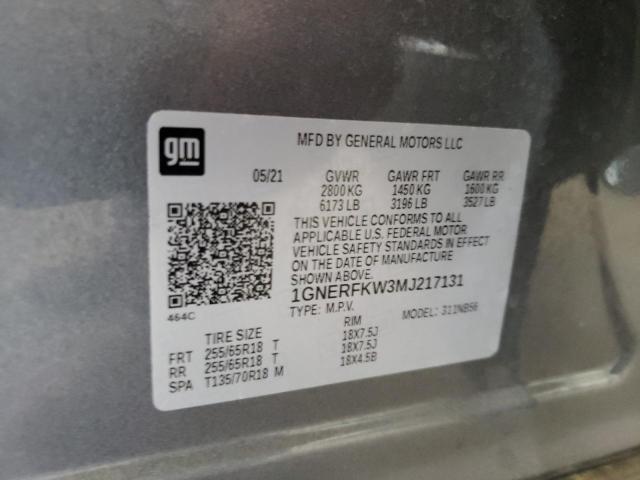 gm
MFD BY GENERAL MOTORS LLC
05/21 GVWR GAWR FRT GAWR RR
2800 KG 1450 KG 1600 KG
6173 LB 3196 LB 3527 LB
THIS VEHICLE CONFORMS TO ALL
APPLICABLE U.S. FEDERAL MOTOR
VEHICLE SAFETY STANDARDS IN EFFECT
ON THE DATE OF MANUFACTURE
SHOWN ABOVE.
1GNERFKW3MJ217131
464C TYPE: M.P.V. MODEL: 311NB56
TIRE SIZE RIM
FRT 255/65R18 T 18X7.5J
RR 255/65R18 T 18X7.5J
SPA T135/70R18 M 18X4.5B